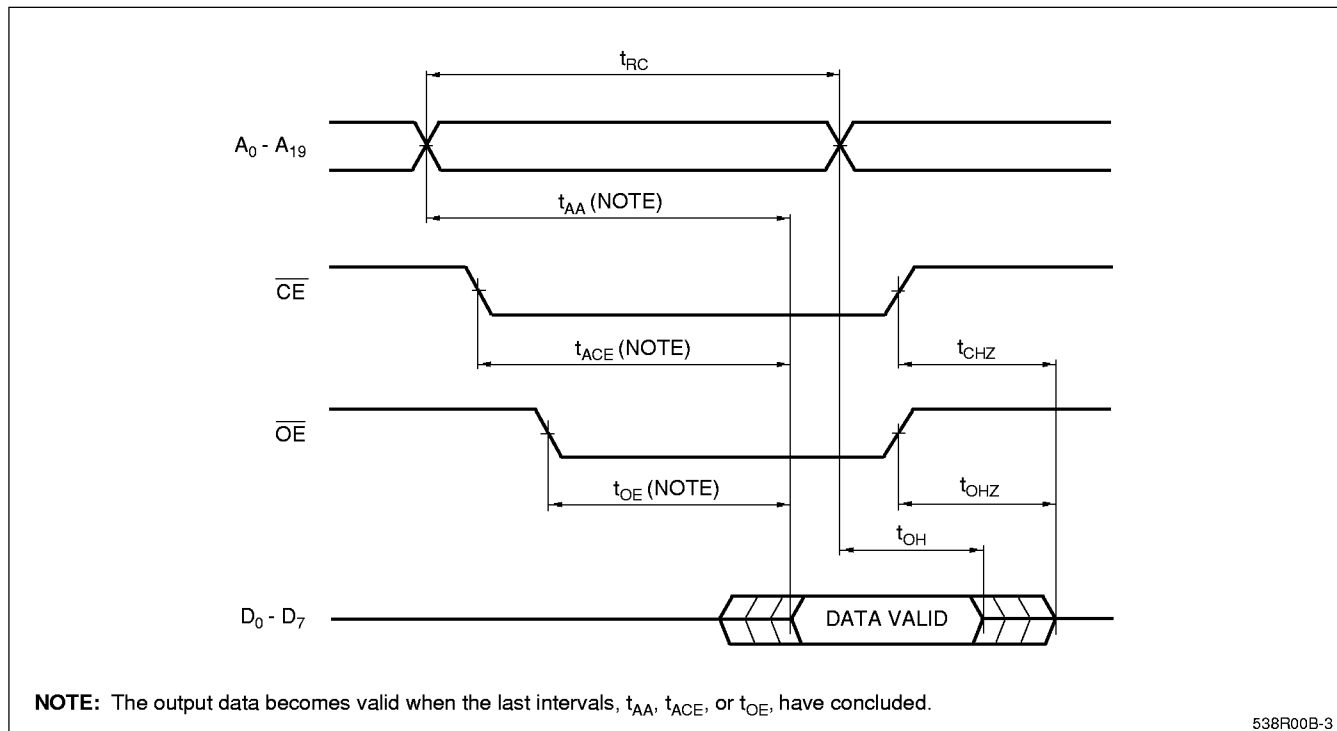 tRC
A0 - A19
tAA (NOTE)
CE
tACE (NOTE)
tCHZ
OE
tOE (NOTE)
tOHZ
tOH
D0 - D7
DATA VALID
NOTE: The output data becomes valid when the last intervals, tAA, tACE, or tOE, have concluded.
538R00B-3